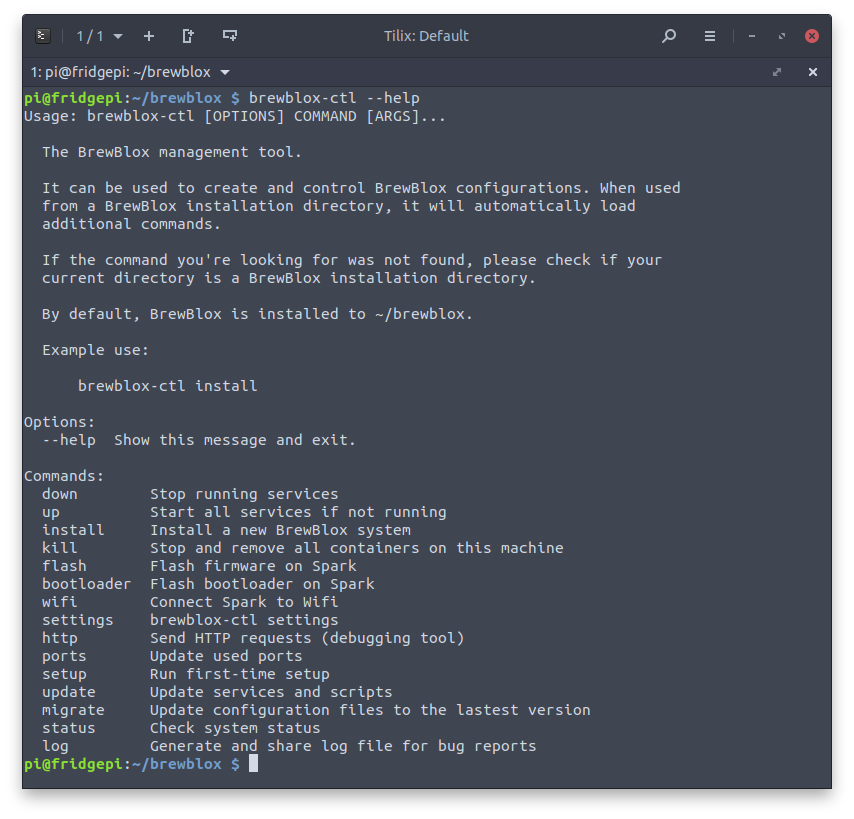 1 / 1
Tilix: Default
1: pi@fridgepi: ~/brewblox
pi@fridgepi:~/brewblox $ brewblox-ctl --help
Usage: brewblox-ctl [OPTIONS] COMMAND [ARGS]...
The BrewBlox management tool.
It can be used to create and control BrewBlox configurations. When used
from a BrewBlox installation directory, it will automatically load
additional commands.
If the command you're looking for was not found, please check if your
current directory is a BrewBlox installation directory.
By default, BrewBlox is installed to ~/brewblox.
Example use:
brewblox-ctl install
Options:
--help  Show this message and exit.
Commands:
down        Stop running services
up          Start all services if not running
install     Install a new BrewBlox system
kill        Stop and remove all containers on this machine
flash       Flash firmware on Spark
bootloader  Flash bootloader on Spark
wifi        Connect Spark to Wifi
settings    brewblox-ctl settings
http        Send HTTP requests (debugging tool)
ports       Update used ports
setup       Run first-time setup
update      Update services and scripts
migrate     Update configuration files to the lastest version
status      Check system status
log         Generate and share log file for bug reports
pi@fridgepi:~/brewblox $